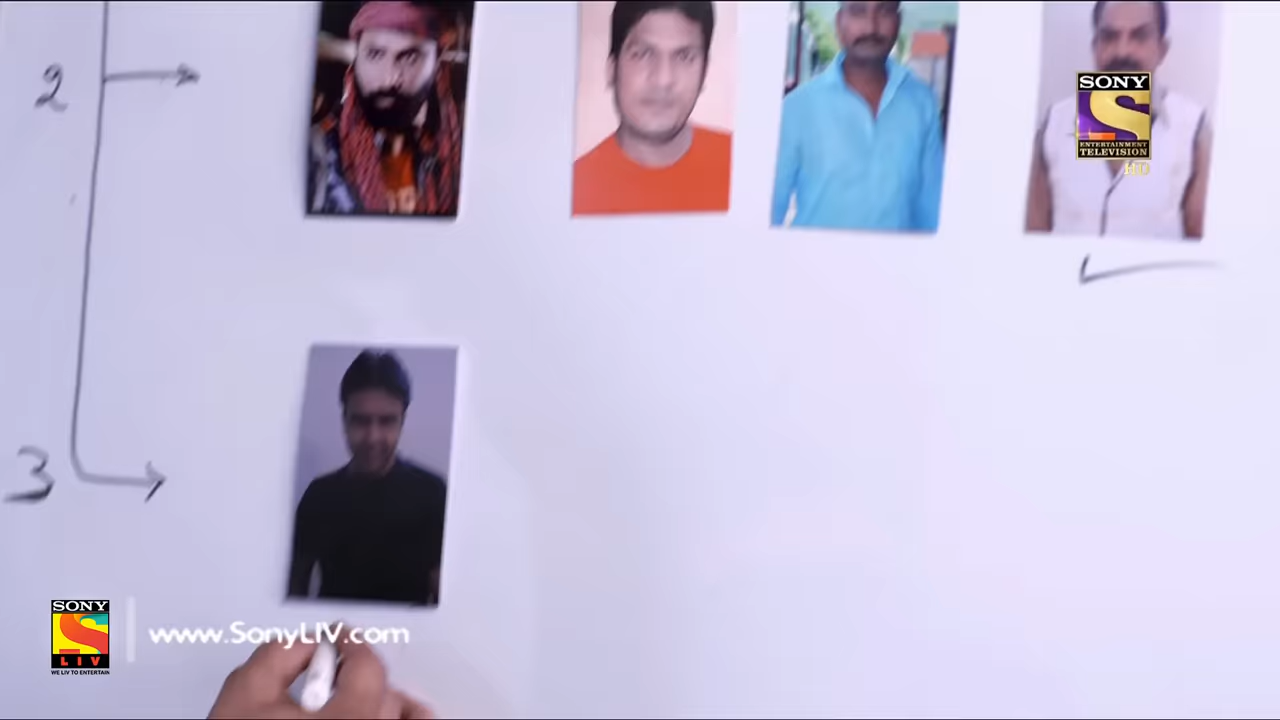 2
SONY
ENTERTAINMENT
TELEVISION
HD
3
SONY
LIV
WE LIV TO ENTERTAIN
www.SonyLIV.com